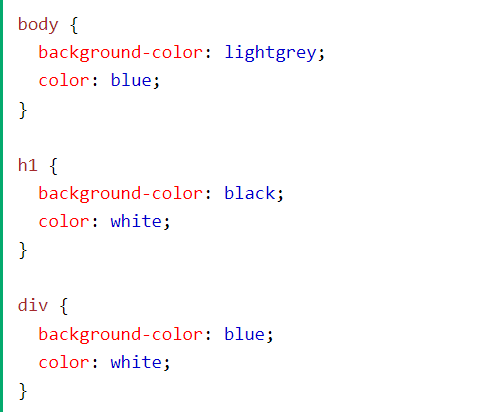 body {
  background-color: lightgrey;
  color: blue;
}

h1 {
  background-color: black;
  color: white;
}

div {
  background-color: blue;
  color: white;
}